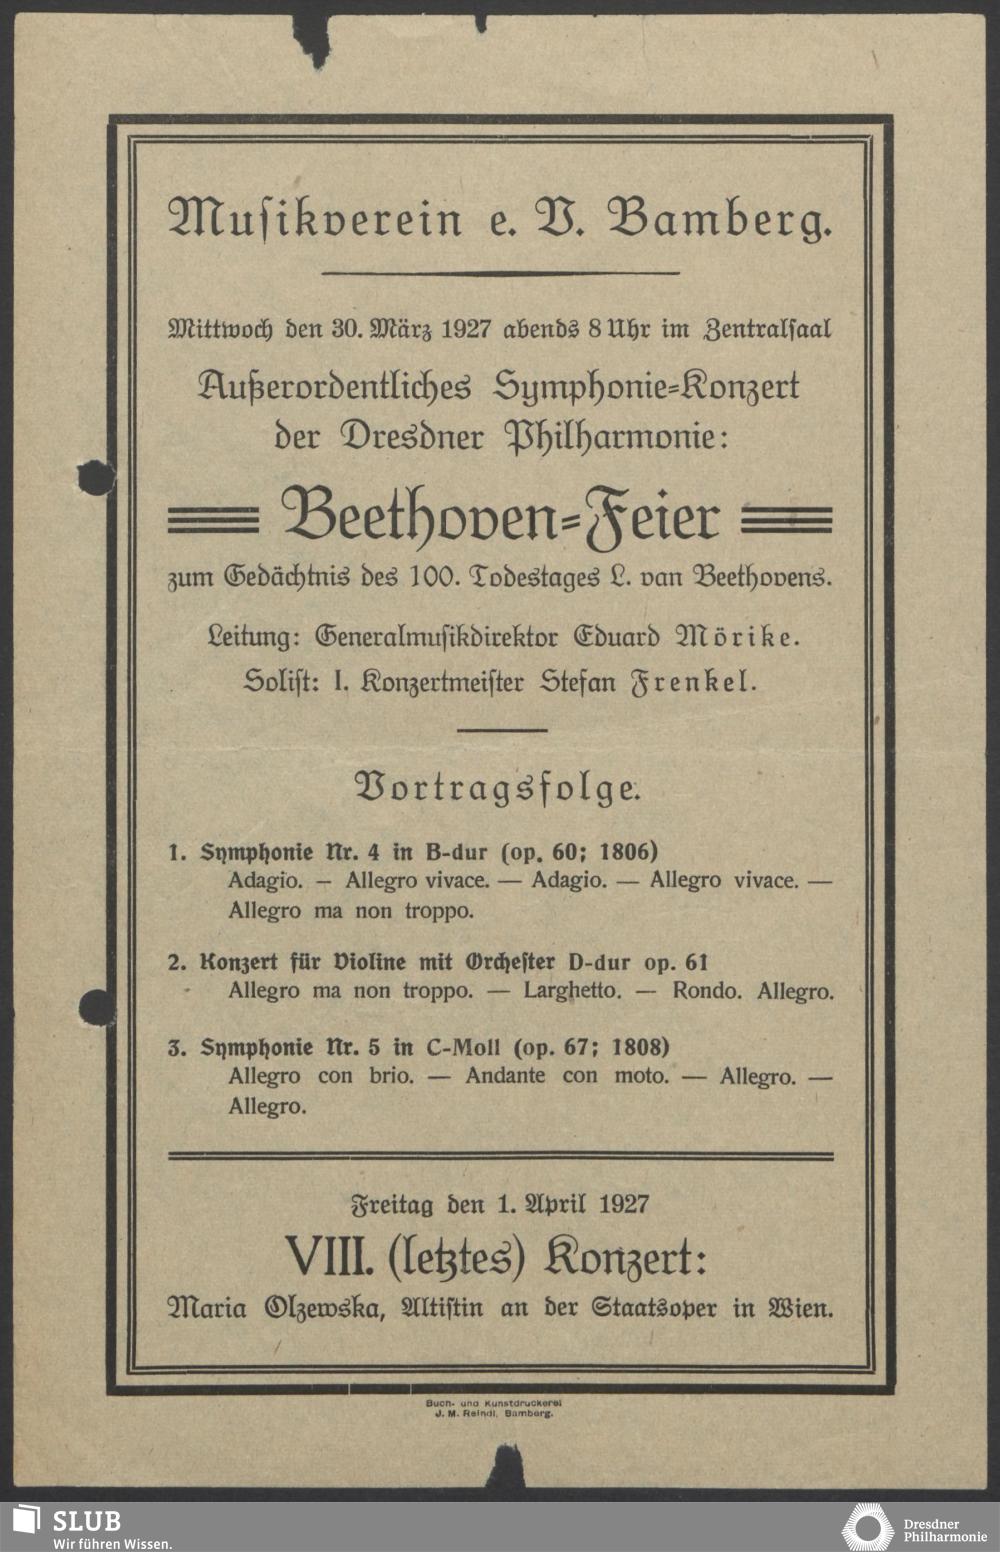 Musikverein e. V. Bamberg.
Mittwoch den 30. März 1927 abends 8 Uhr im Zentralsaal
Außerordentliches Symphonie-Konzert
der Dresdner Philharmonie:
Beethoven-Feier
zum Gedächtnis des 100. Todestages L. van Beethovens.
Leitung: Generalmusikdirektor Eduard Mörike.
Solist: I. Konzertmeister Stefan Frenkel.
Vortragsfolge.
1. Symphonie Nr. 4 in B-dur (op. 60; 1806)
Adagio. – Allegro vivace. — Adagio. — Allegro vivace. —
Allegro ma non troppo.
2. Konzert für Violine mit Orchester D-dur op. 61
Allegro ma non troppo. — Larghetto. — Rondo. Allegro.
3. Symphonie Nr. 5 in C-Moll (op. 67; 1808)
Allegro con brio. — Andante con moto. — Allegro. —
Allegro.
Freitag den 1. April 1927
VIII. (letztes) Konzert:
Maria Olzewska, Altistin an der Staatsoper in Wien.
Buch- und Kunstdruckerei
J. M. Reindl, Bamberg.
SLUB
Wir führen Wissen.
Dresdner
Philharmonie